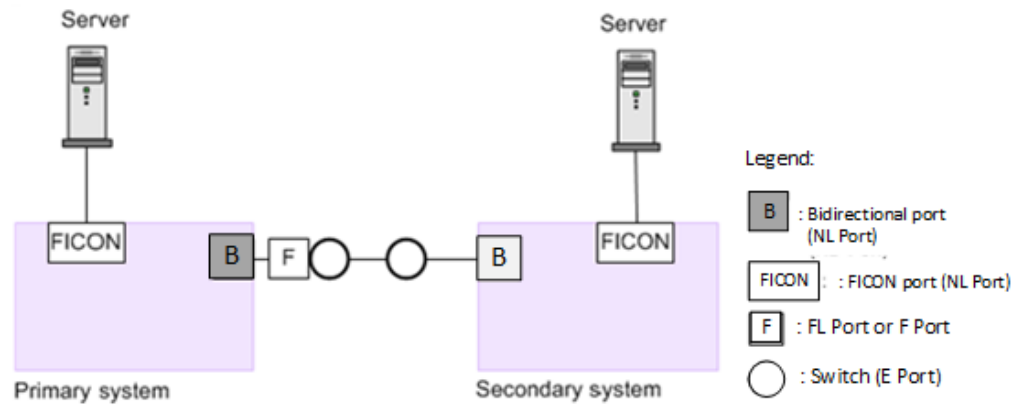 Server
Server
FICON
FICON
B
F
B
Primary system
Secondary system
Legend:
B : Bidirectional port
(NL Port)
FICON : : FICON port (NL Port)
F : FL Port or F Port
: Switch (E Port)